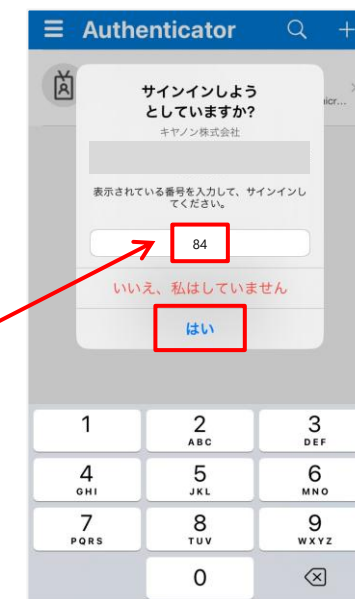 Authenticator
サインインしよう
としていますか?
キヤノン株式会社
icr...
表示されている番号を入力して、サインインし
てください。
84
いいえ、私はしていません
はい
1
2
ABC
3
DEF
4
GHI
5
JKL
6
MNO
7
PQRS
8
TUV
9
WXYZ
0